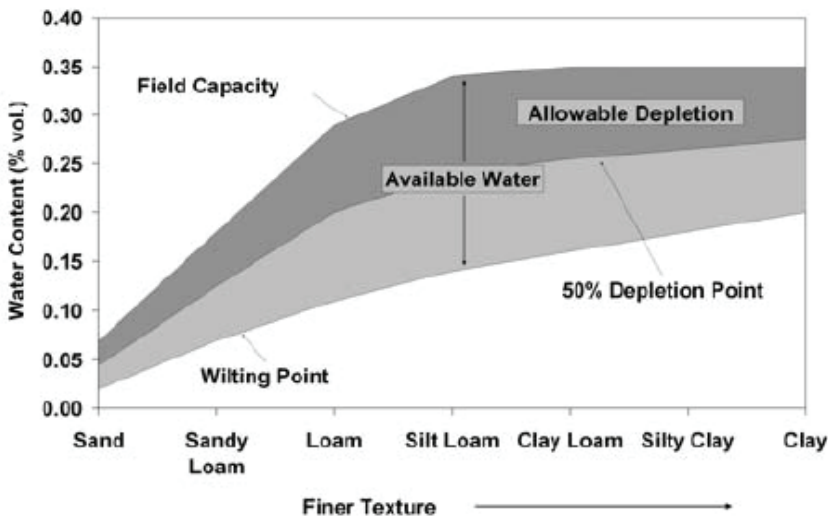 0.40
0.35
0.30
0.25
0.20
0.15
0.10
0.05
0.00
Water Content (% vol.)
Field Capacity
Allowable Depletion
Available Water
50% Depletion Point
Wilting Point
Sand
Sandy
Loam
Loam
Silt Loam
Clay Loam
Silty Clay
Clay
Finer Texture